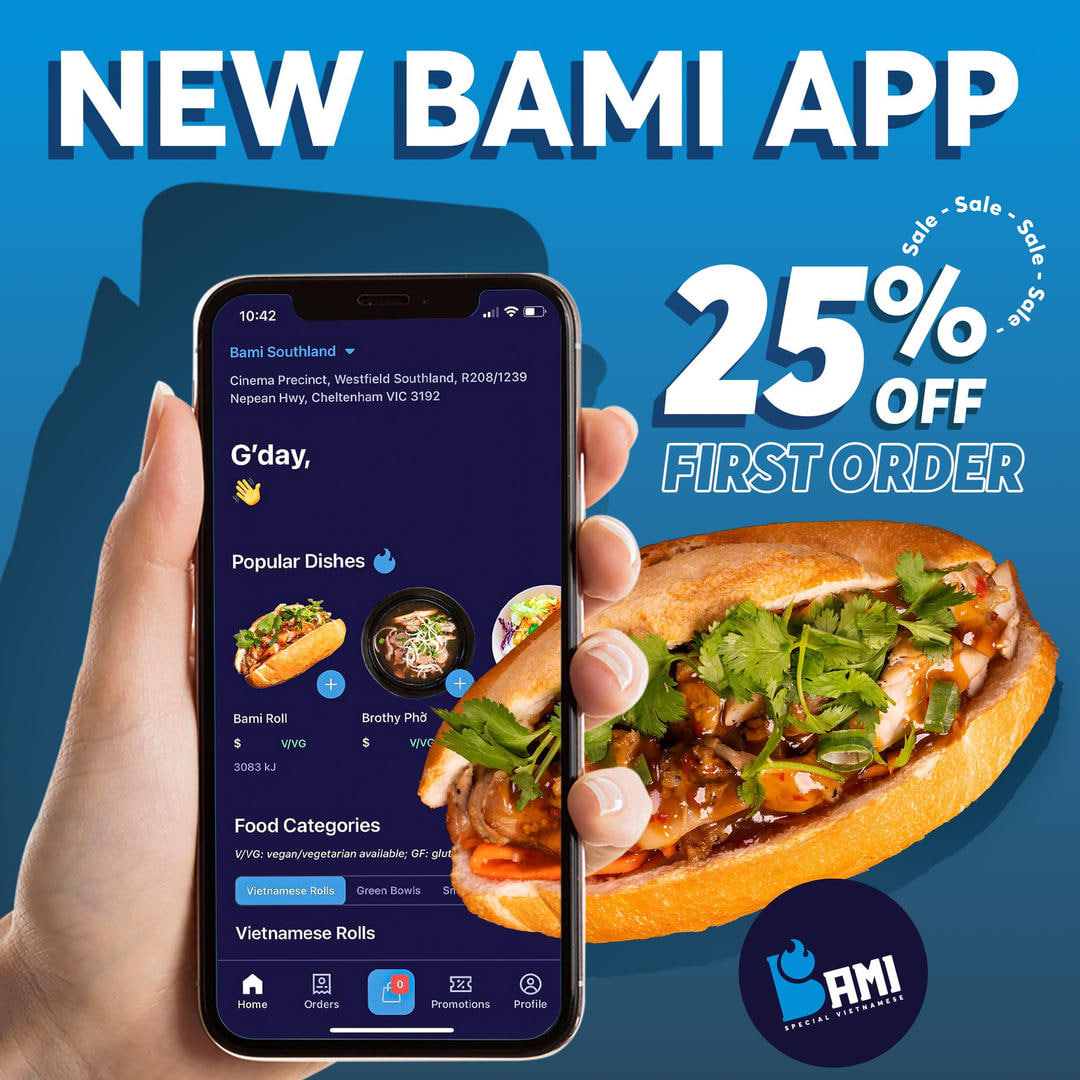 NEW BAMI APP
Sale - Sale - Sale - Sale -
25% OFF
FIRST ORDER
10:42
Bami Southland
Cinema Precinct, Westfield Southland, R208/1239
Nepean Hwy, Cheltenham VIC 3192
G'day,
Popular Dishes
Bami Roll
$ V/VG
3083 kJ
Brothy Phở
$ V/VG
Food Categories
V/VG: vegan/vegetarian available; GF: glut
Vietnamese Rolls Green Bowls Sn
Vietnamese Rolls
0
Home Orders Promotions Profile
BAMI
SPECIAL VIETNAMESE